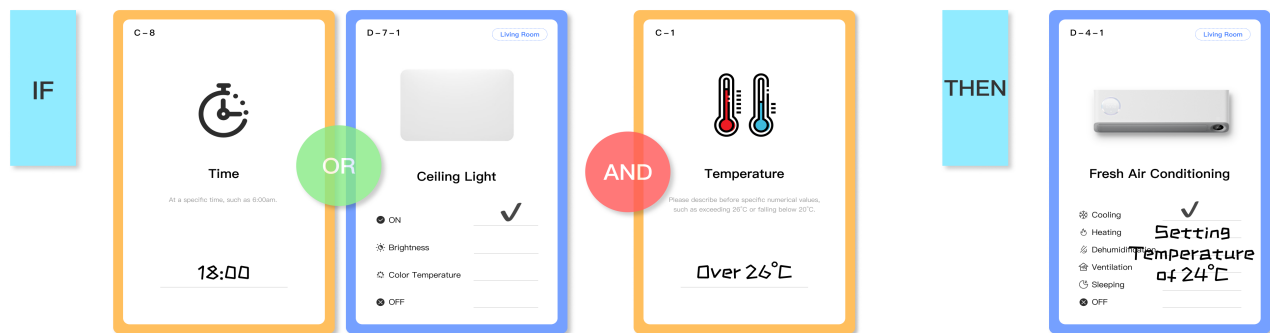 IF
C-8
Time
At a specific time, such as 6:00am.
18:00
OR
D-7-1
Living Room
Ceiling Light
ON
Brightness
Color Temperature
OFF
AND
C-1
Temperature
Please describe before specific numerical values,
such as exceeding 26°C or falling below 20°C.
Over 26°C
THEN
D-4-1
Living Room
Fresh Air Conditioning
Cooling
Heating
Dehumidification
Ventilation
Sleeping
OFF
Setting
Temperature
of 24°C